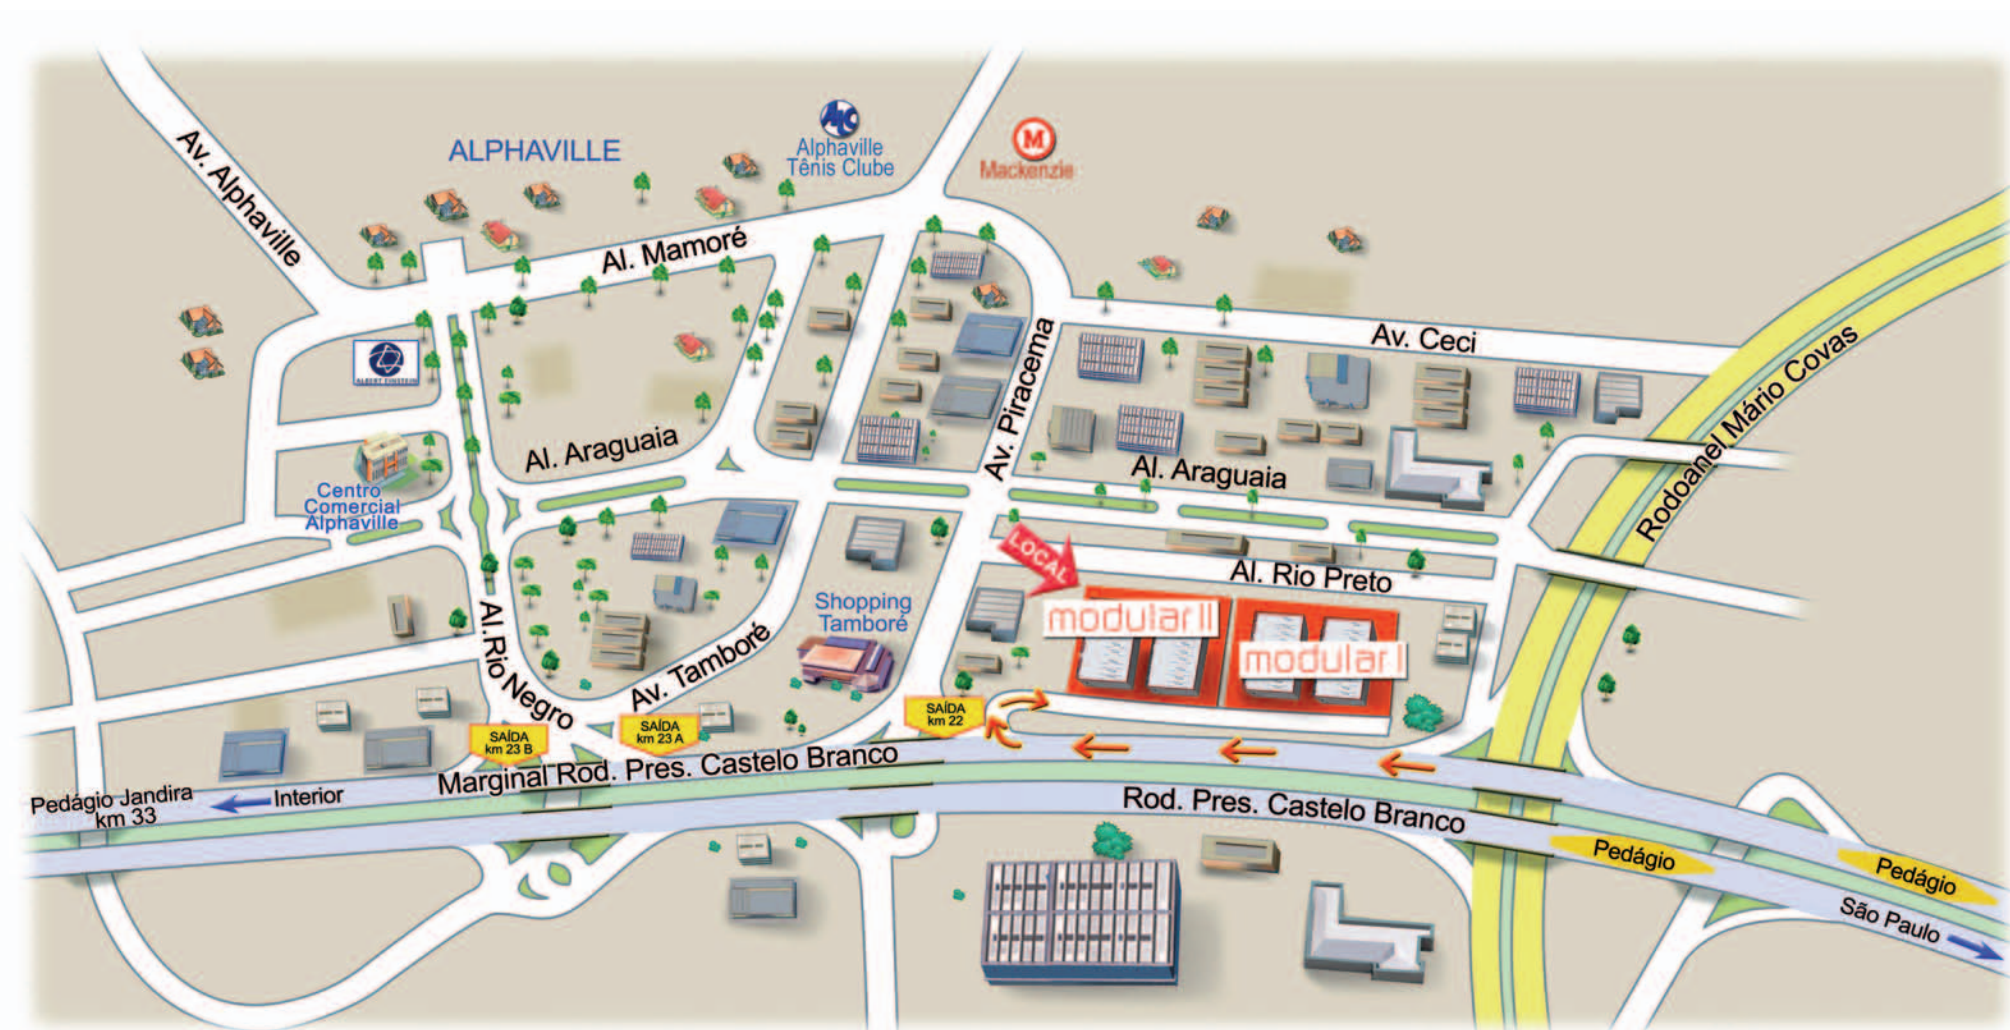 Av. Alphaville
ALPHAVILLE
Alphaville
Tênis Clube
M
Mackenzie
Al. Mamoré
ALBERT EINSTEIN
Av. Piracema
Av. Ceci
Rodoanel Mário Covas
Al. Araguaia
Al. Araguaia
Centro
Comercial
Alphaville
LOCAL
Al. Rio Preto
modular II
modular I
Shopping
Tamboré
Al.Rio Negro
Av. Tamboré
SAÍDA
km 22
SAÍDA
km 23 A
SAÍDA
km 23 B
Marginal Rod. Pres. Castelo Branco
Pedágio Jandira
km 33
Interior
Rod. Pres. Castelo Branco
Pedágio
Pedágio
São Paulo